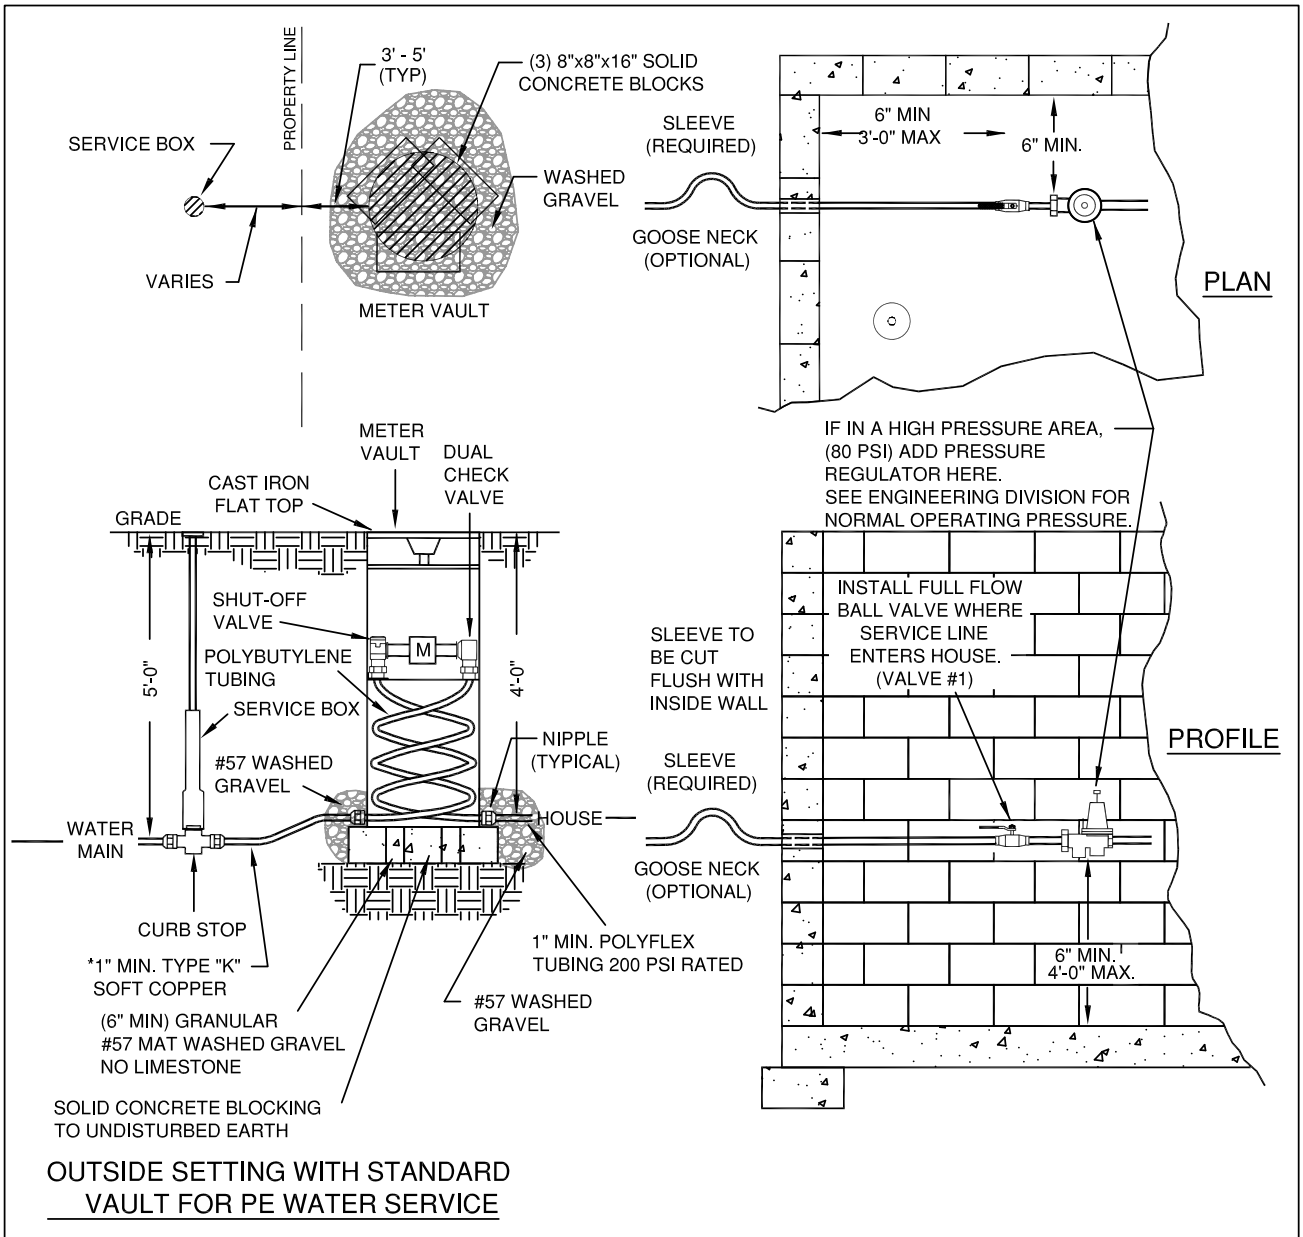 PROPERTY LINE
3' - 5'
(TYP)
(3) 8"x8"x16" SOLID
CONCRETE BLOCKS
SERVICE BOX
WASHED
GRAVEL
VARIES
METER VAULT
SLEEVE
(REQUIRED)
GOOSE NECK
(OPTIONAL)
6" MIN
3'-0" MAX
6" MIN.
PLAN
IF IN A HIGH PRESSURE AREA,
(80 PSI) ADD PRESSURE
REGULATOR HERE.
SEE ENGINEERING DIVISION FOR
NORMAL OPERATING PRESSURE.
METER
VAULT
DUAL
CHECK
VALVE
CAST IRON
FLAT TOP
GRADE
SHUT-OFF
VALVE
M
POLYBUTYLENE
TUBING
5'-0"
4'-0"
SERVICE BOX
#57 WASHED
GRAVEL
NIPPLE
(TYPICAL)
WATER
MAIN
HOUSE
CURB STOP
*1" MIN. TYPE "K"
SOFT COPPER
(6" MIN) GRANULAR
#57 MAT WASHED GRAVEL
NO LIMESTONE
SOLID CONCRETE BLOCKING
TO UNDISTURBED EARTH
1" MIN. POLYFLEX
TUBING 200 PSI RATED
#57 WASHED
GRAVEL
INSTALL FULL FLOW
BALL VALVE WHERE
SERVICE LINE
ENTERS HOUSE.
(VALVE #1)
SLEEVE TO
BE CUT
FLUSH WITH
INSIDE WALL
SLEEVE
(REQUIRED)
GOOSE NECK
(OPTIONAL)
PROFILE
6" MIN.
4'-0" MAX.
OUTSIDE SETTING WITH STANDARD
VAULT FOR PE WATER SERVICE